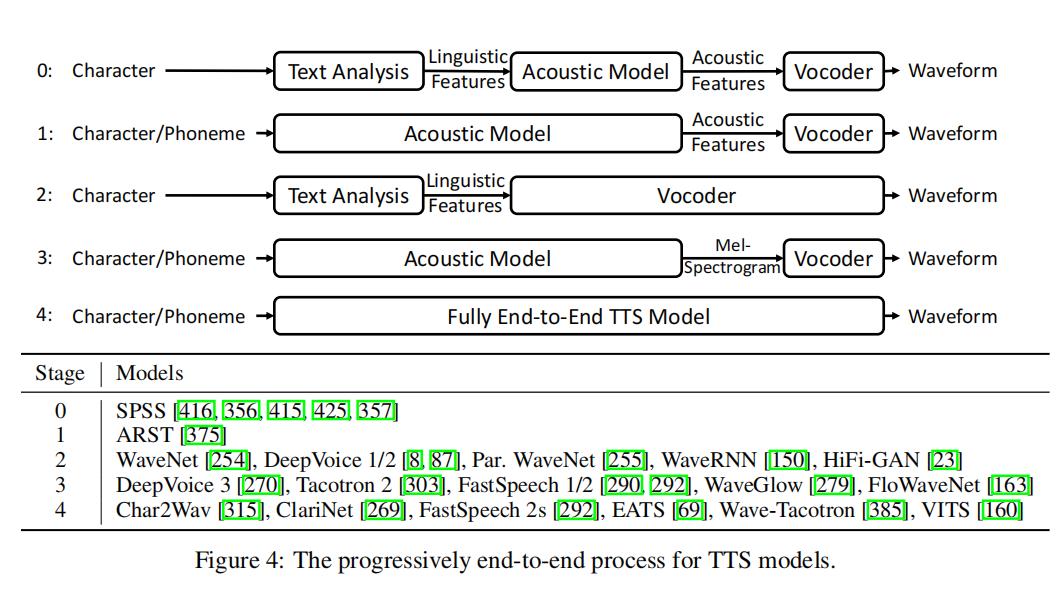 0: Character Text Analysis Linguistic Features Acoustic Model Acoustic Features Vocoder Waveform
1: Character/Phoneme Acoustic Model Acoustic Features Vocoder Waveform
2: Character Text Analysis Linguistic Features Vocoder Waveform
3: Character/Phoneme Acoustic Model Mel-Spectrogram Vocoder Waveform
4: Character/Phoneme Fully End-to-End TTS Model Waveform
Stage Models
0 SPSS [416, 356, 415, 425, 357]
1 ARST [375]
2 WaveNet [254], DeepVoice 1/2 [8, 87], Par. WaveNet [255], WaveRNN [150], HiFi-GAN [23]
3 DeepVoice 3 [270], Tacotron 2 [303], FastSpeech 1/2 [290, 292], WaveGlow [279], FloWaveNet [163]
4 Char2Wav [315], ClariNet [269], FastSpeech 2s [292], EATS [69], Wave-Tacotron [385], VITS [160]
Figure 4: The progressively end-to-end process for TTS models.